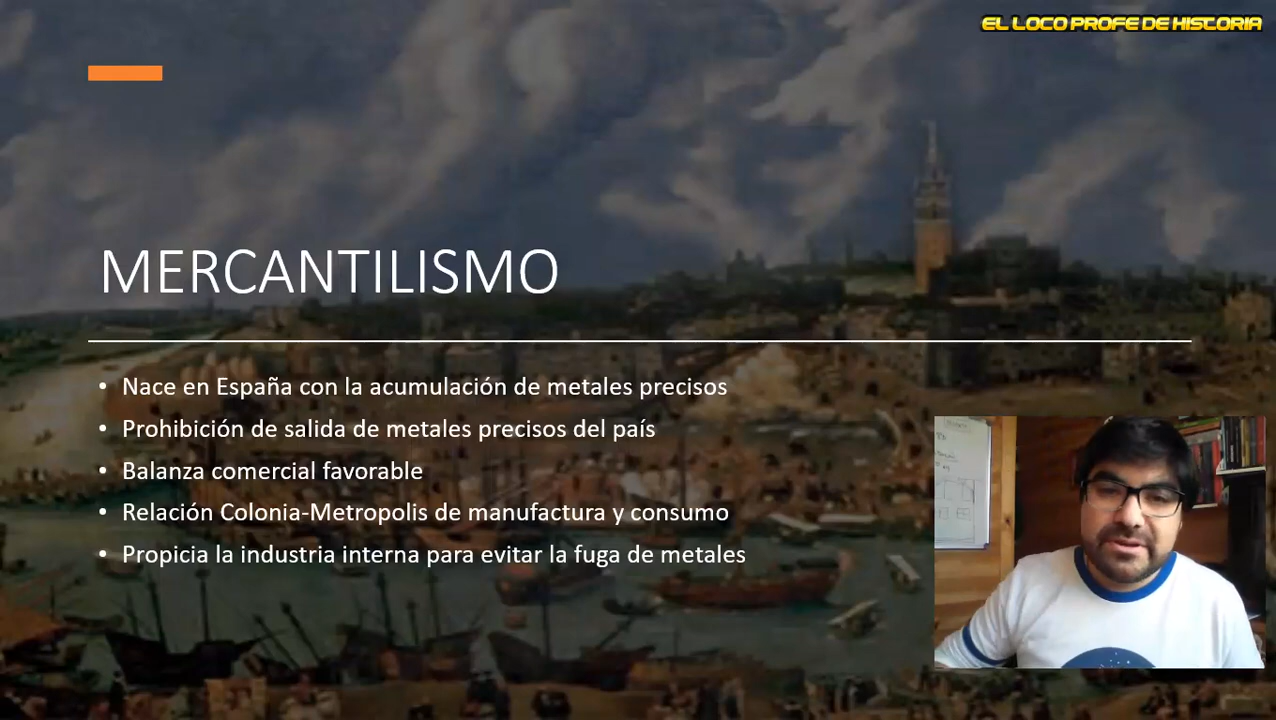 EL LOCO PROFE DE HISTORIA
MERCANTILISMO
• Nace en España con la acumulación de metales precisos
• Prohibición de salida de metales precisos del país
• Balanza comercial favorable
• Relación Colonia-Metropolis de manufactura y consumo
• Propicia la industria interna para evitar la fuga de metales